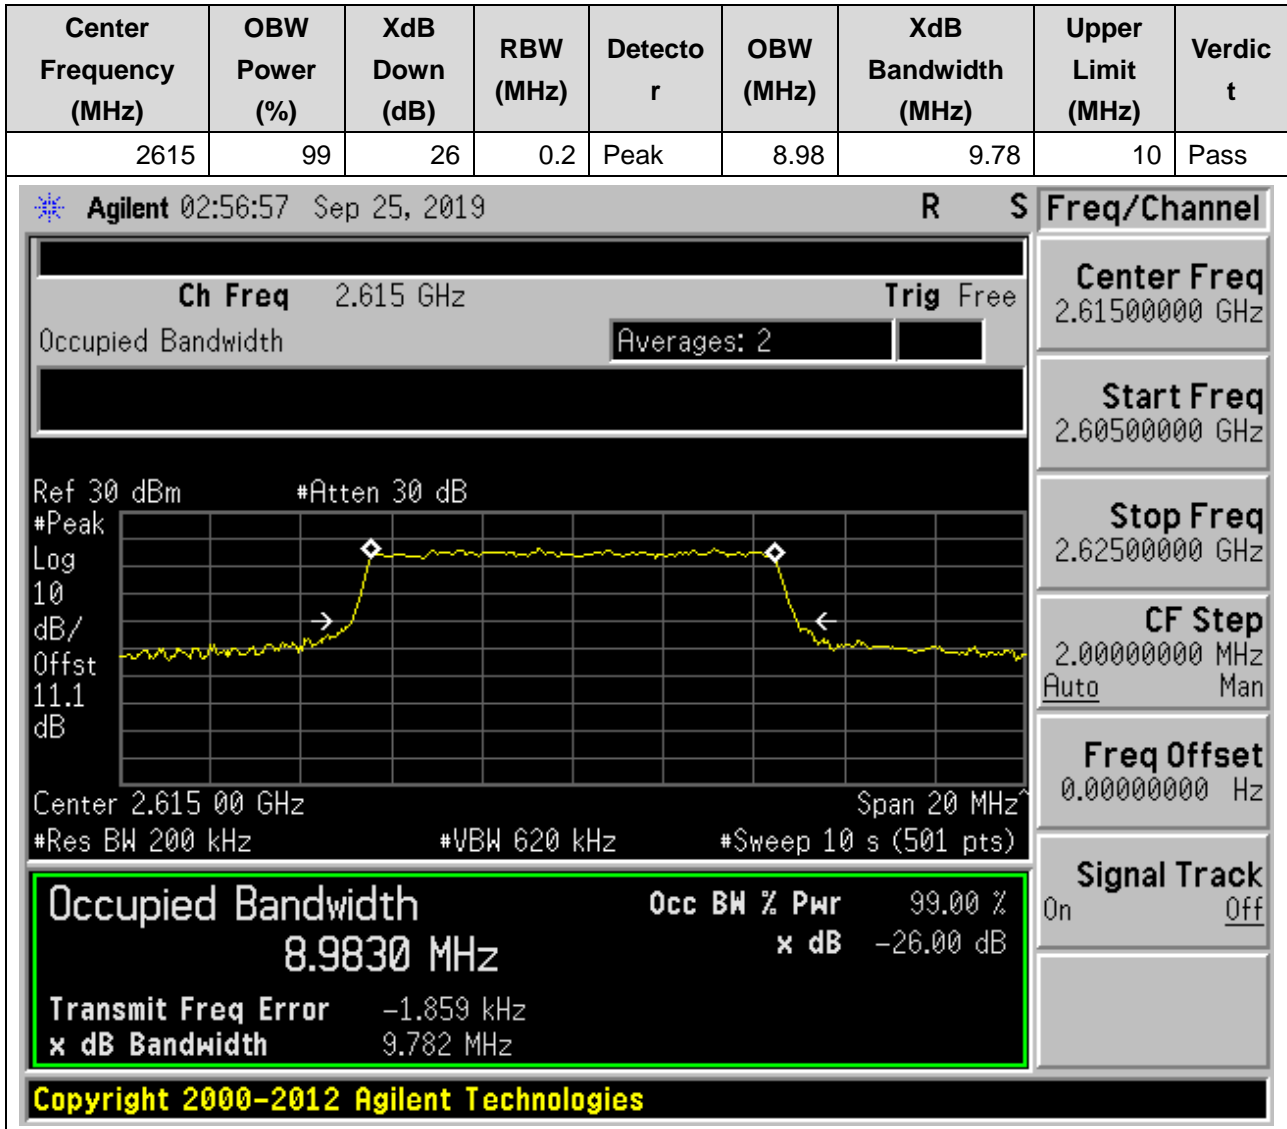 Center Frequency (MHz) OBW Power (%) XdB Down (dB) RBW (MHz) Detecto r OBW (MHz) XdB Bandwidth (MHz) Upper Limit (MHz) Verdic t
2615 99 26 0.2 Peak 8.98 9.78 10 Pass
Agilent 02:56:57 Sep 25, 2019 R S
Freq/Channel
Ch Freq 2.615 GHz Trig Free
Occupied Bandwidth Averages: 2
Center Freq
2.61500000 GHz
Start Freq
2.60500000 GHz
Stop Freq
2.62500000 GHz
CF Step
2.00000000 MHz
Auto Man
Freq Offset
0.00000000 Hz
Signal Track
On Off
Ref 30 dBm #Atten 30 dB
#Peak
Log
10
dB/
Offst
11.1
dB
Center 2.615 00 GHz Span 20 MHz^
#Res BW 200 kHz #VBW 620 kHz #Sweep 10 s (501 pts)
Occupied Bandwidth Occ BW % Pwr 99.00 %
8.9830 MHz x dB -26.00 dB
Transmit Freq Error -1.859 kHz
x dB Bandwidth 9.782 MHz
Copyright 2000-2012 Agilent Technologies